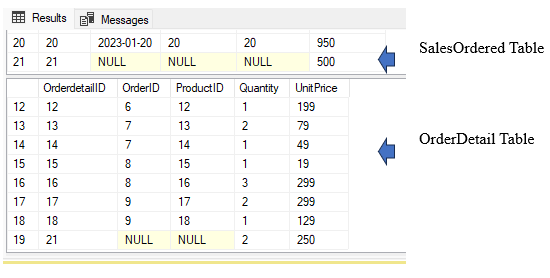 Results Messages
20 20 2023-01-20 20 20 950
SalesOrdered Table
21 21 NULL NULL NULL 500
OrderdetailID OrderID ProductID Quantity UnitPrice
12 12 6 12 1 199
13 13 7 13 2 79
14 14 7 14 1 49
OrderDetail Table
15 15 8 15 1 19
16 16 8 16 3 299
17 17 9 17 2 299
18 18 9 18 1 129
19 21 NULL NULL 2 250